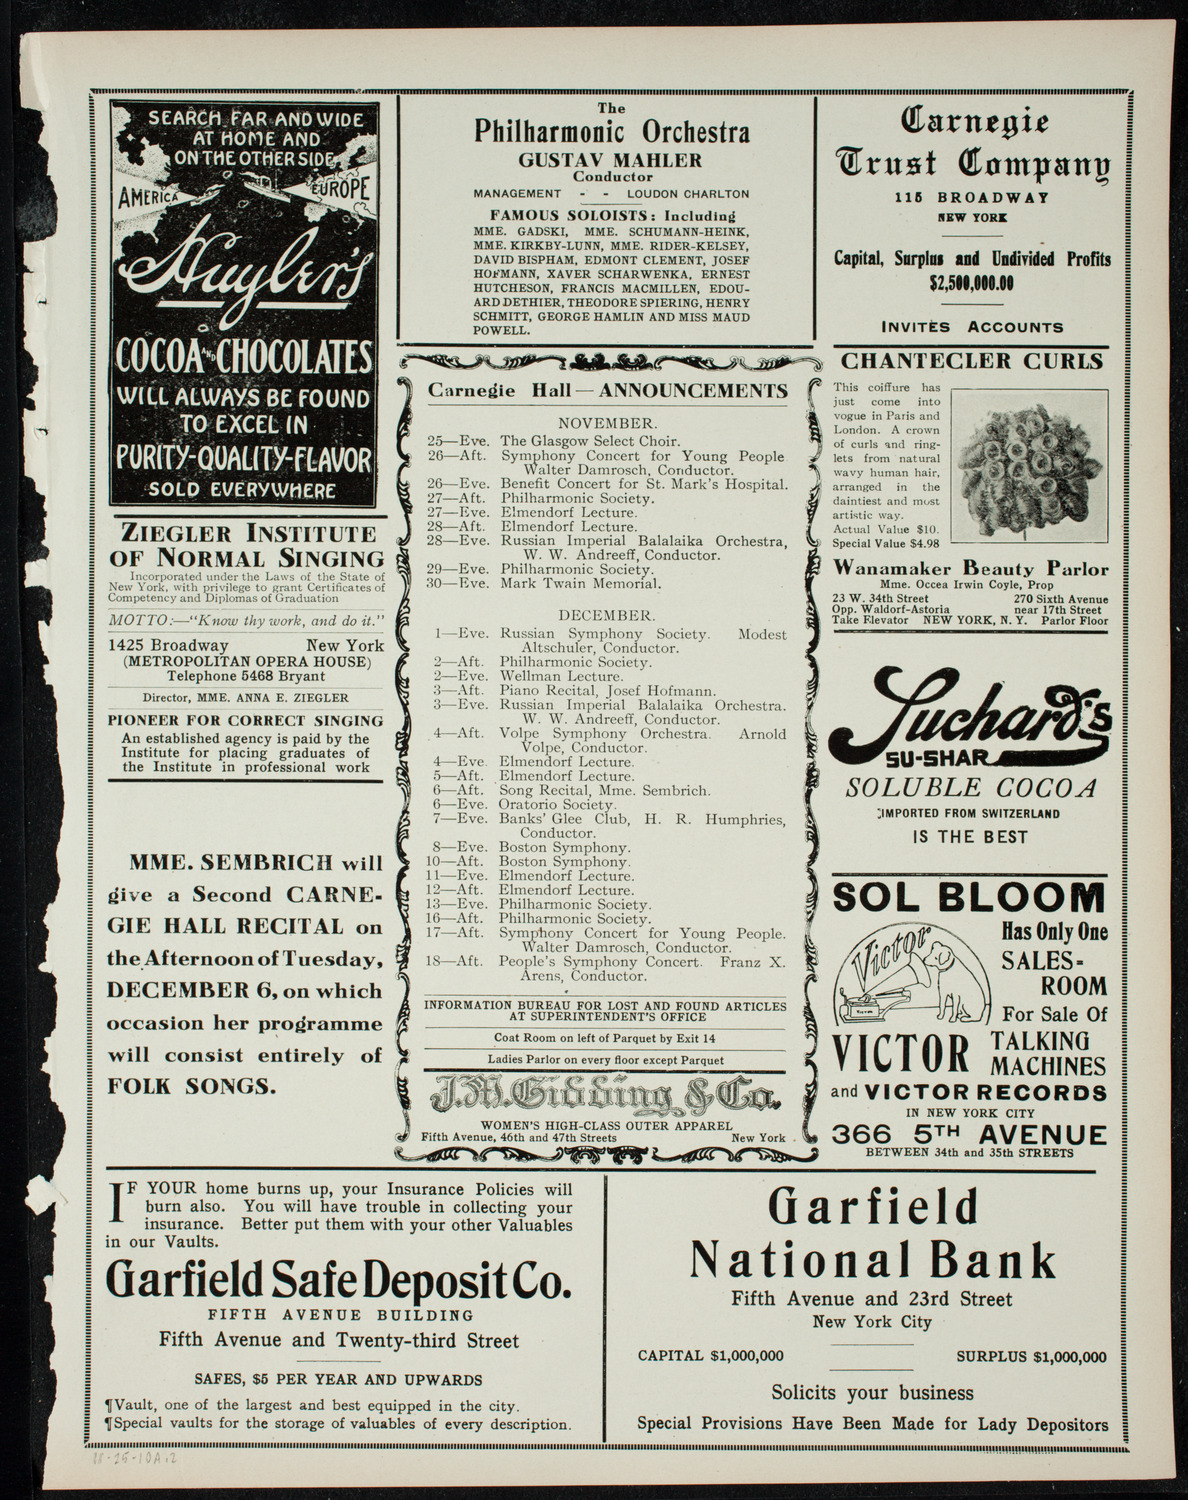 SEARCH FAR AND WIDE
AT HOME AND
ON THE OTHER SIDE
AMERICA
EUROPE
Huyler's
COCOA AND CHOCOLATES
WILL ALWAYS BE FOUND
TO EXCEL IN
PURITY-QUALITY-FLAVOR
SOLD EVERYWHERE
ZIEGLER INSTITUTE
OF NORMAL SINGING
Incorporated under the Laws of the State of
New York, with privilege to grant Certificates of
Competency and Diplomas of Graduation
MOTTO:—"Know thy work, and do it."
1425 Broadway New York
(METROPOLITAN OPERA HOUSE)
Telephone 5468 Bryant
Director, MME. ANNA E. ZIEGLER
PIONEER FOR CORRECT SINGING
An established agency is paid by the
Institute for placing graduates of
the Institute in professional work
MME. SEMBRICH will
give a Second CARNE-
GIE HALL RECITAL on
the Afternoon of Tuesday,
DECEMBER 6, on which
occasion her programme
will consist entirely of
FOLK SONGS.
The
Philharmonic Orchestra
GUSTAV MAHLER
Conductor
MANAGEMENT - - LOUDON CHARLTON
FAMOUS SOLOISTS: Including
MME. GADSKI, MME. SCHUMANN-HEINK,
MME. KIRKBY-LUNN, MME. RIDER-KELSEY,
DAVID BISPHAM, EDMONT CLEMENT, JOSEF
HOFMANN, XAVER SCHARWENKA, ERNEST
HUTCHESON, FRANCIS MACMILLEN, EDOU-
ARD DETHIER, THEODORE SPIERING, HENRY
SCHMITT, GEORGE HAMLIN AND MISS MAUD
POWELL.
Carnegie Hall—ANNOUNCEMENTS
NOVEMBER.
25—Eve. The Glasgow Select Choir.
26—Aft. Symphony Concert for Young People
Walter Damrosch, Conductor.
26—Eve. Benefit Concert for St. Mark's Hospital.
27—Aft. Philharmonic Society.
27—Eve. Elmendorf Lecture.
28—Aft. Elmendorf Lecture.
28—Eve. Russian Imperial Balalaika Orchestra,
W. W. Andreeff, Conductor.
29—Eve. Philharmonic Society.
30—Eve. Mark Twain Memorial.
DECEMBER.
1—Eve. Russian Symphony Society. Modest
Altschuler, Conductor.
2—Aft. Philharmonic Society.
2—Eve. Wellman Lecture.
3—Aft. Piano Recital, Josef Hofmann.
3—Eve. Russian Imperial Balalaika Orchestra.
W. W. Andreeff, Conductor.
4—Aft. Volpe Symphony Orchestra. Arnold
Volpe, Conductor.
4—Eve. Elmendorf Lecture.
5—Aft. Elmendorf Lecture.
6—Aft. Song Recital, Mme. Sembrich.
6—Eve. Oratorio Society.
7—Eve. Banks' Glee Club, H. R. Humphries,
Conductor.
8—Eve. Boston Symphony.
10—Aft. Boston Symphony.
11—Eve. Elmendorf Lecture.
12—Aft. Elmendorf Lecture.
13—Eve. Philharmonic Society.
16—Aft. Philharmonic Society.
17—Aft. Symphony Concert for Young People.
Walter Damrosch, Conductor.
18—Aft. People's Symphony Concert. Franz X.
Arens, Conductor.
INFORMATION BUREAU FOR LOST AND FOUND ARTICLES
AT SUPERINTENDENT'S OFFICE
Coat Room on left of Parquet by Exit 14
Ladies Parlor on every floor except Parquet
J.M. Gidding & Co.
WOMEN'S HIGH-CLASS OUTER APPAREL
Fifth Avenue, 46th and 47th Streets New York
Carnegie
Trust Company
115 BROADWAY
NEW YORK
Capital, Surplus and Undivided Profits
$2,500,000.00
INVITES ACCOUNTS
CHANTECLER CURLS
This coiffure has
just come into
vogue in Paris and
London. A crown
of curls and ring-
lets from natural
wavy human hair,
arranged in the
daintiest and most
artistic way.
Actual Value $10.
Special Value $4.98
Wanamaker Beauty Parlor
Mme. Occea Irwin Coyle, Prop
23 W. 34th Street 270 Sixth Avenue
Opp. Waldorf-Astoria near 17th Street
Take Elevator NEW YORK, N. Y. Parlor Floor
Suchard's
SU-SHAR
SOLUBLE COCOA
IMPORTED FROM SWITZERLAND
IS THE BEST
SOL BLOOM
Victor
Has Only One
SALES-
ROOM
For Sale Of
VICTOR TALKING
MACHINES
and VICTOR RECORDS
IN NEW YORK CITY
366 5TH AVENUE
BETWEEN 34th and 35th STREETS
IF YOUR home burns up, your Insurance Policies will
burn also. You will have trouble in collecting your
insurance. Better put them with your other Valuables
in our Vaults.
Garfield Safe Deposit Co.
FIFTH AVENUE BUILDING
Fifth Avenue and Twenty-third Street
SAFES, $5 PER YEAR AND UPWARDS
¶Vault, one of the largest and best equipped in the city.
¶Special vaults for the storage of valuables of every description.
Garfield
National Bank
Fifth Avenue and 23rd Street
New York City
CAPITAL $1,000,000 SURPLUS $1,000,000
Solicits your business
Special Provisions Have Been Made for Lady Depositors